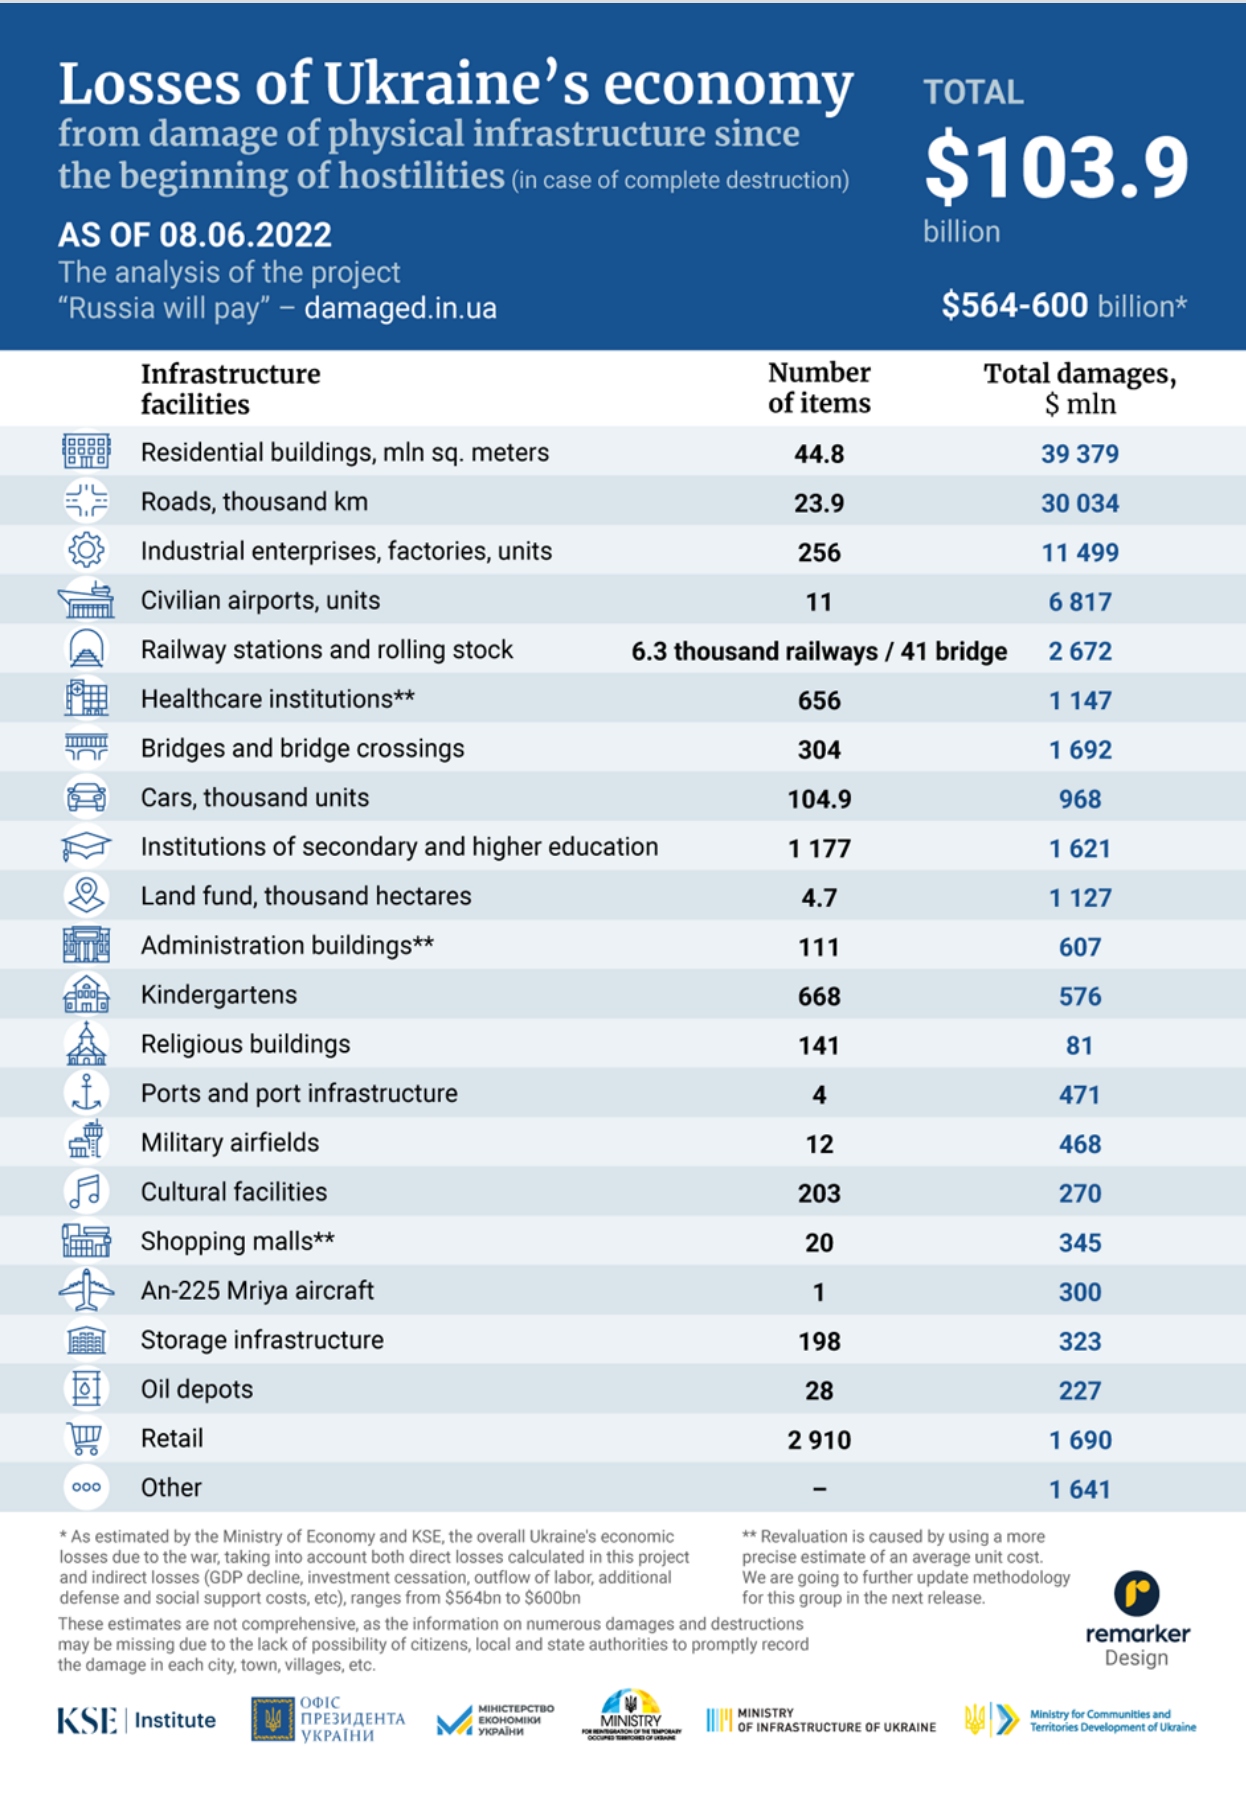 Losses of Ukraine's economy
from damage of physical infrastructure since
the beginning of hostilities (in case of complete destruction)
AS OF 08.06.2022
The analysis of the project
“Russia will pay” – damaged.in.ua
TOTAL
$103.9
billion
$564-600 billion*
Infrastructure
facilities
Number
of items
Total damages,
$ mln
Residential buildings, mln sq. meters 44.8 39 379
Roads, thousand km 23.9 30 034
Industrial enterprises, factories, units 256 11 499
Civilian airports, units 11 6 817
Railway stations and rolling stock 6.3 thousand railways / 41 bridge 2 672
Healthcare institutions** 656 1 147
Bridges and bridge crossings 304 1 692
Cars, thousand units 104.9 968
Institutions of secondary and higher education 1 177 1 621
Land fund, thousand hectares 4.7 1 127
Administration buildings** 111 607
Kindergartens 668 576
Religious buildings 141 81
Ports and port infrastructure 4 471
Military airfields 12 468
Cultural facilities 203 270
Shopping malls** 20 345
An-225 Mriya aircraft 1 300
Storage infrastructure 198 323
Oil depots 28 227
Retail 2 910 1 690
Other – 1 641
* As estimated by the Ministry of Economy and KSE, the overall Ukraine's economic
losses due to the war, taking into account both direct losses calculated in this project
and indirect losses (GDP decline, investment cessation, outflow of labor, additional
defense and social support costs, etc), ranges from $564bn to $600bn
These estimates are not comprehensive, as the information on numerous damages and destructions
may be missing due to the lack of possibility of citizens, local and state authorities to promptly record
the damage in each city, town, villages, etc.
** Revaluation is caused by using a more
precise estimate of an average unit cost.
We are going to further update methodology
for this group in the next release.
remarker
Design
KSE | Institute
ОФІС
ПРЕЗИДЕНТА
УКРАЇНИ
МІНІСТЕРСТВО
ЕКОНОМІКИ
УКРАЇНИ
MINISTRY
FOR REINTEGRATION OF THE TEMPORARY
OCCUPIED TERRITORIES OF UKRAINE
MINISTRY
OF INFRASTRUCTURE OF UKRAINE
Ministry for Communities and
Territories Development of Ukraine